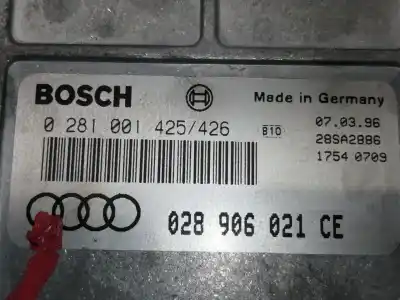 BOSCH
Made in Germany
0 281 001 425/426
B10
07.03.96
28SA2886
1754 0709
028 906 021 CE